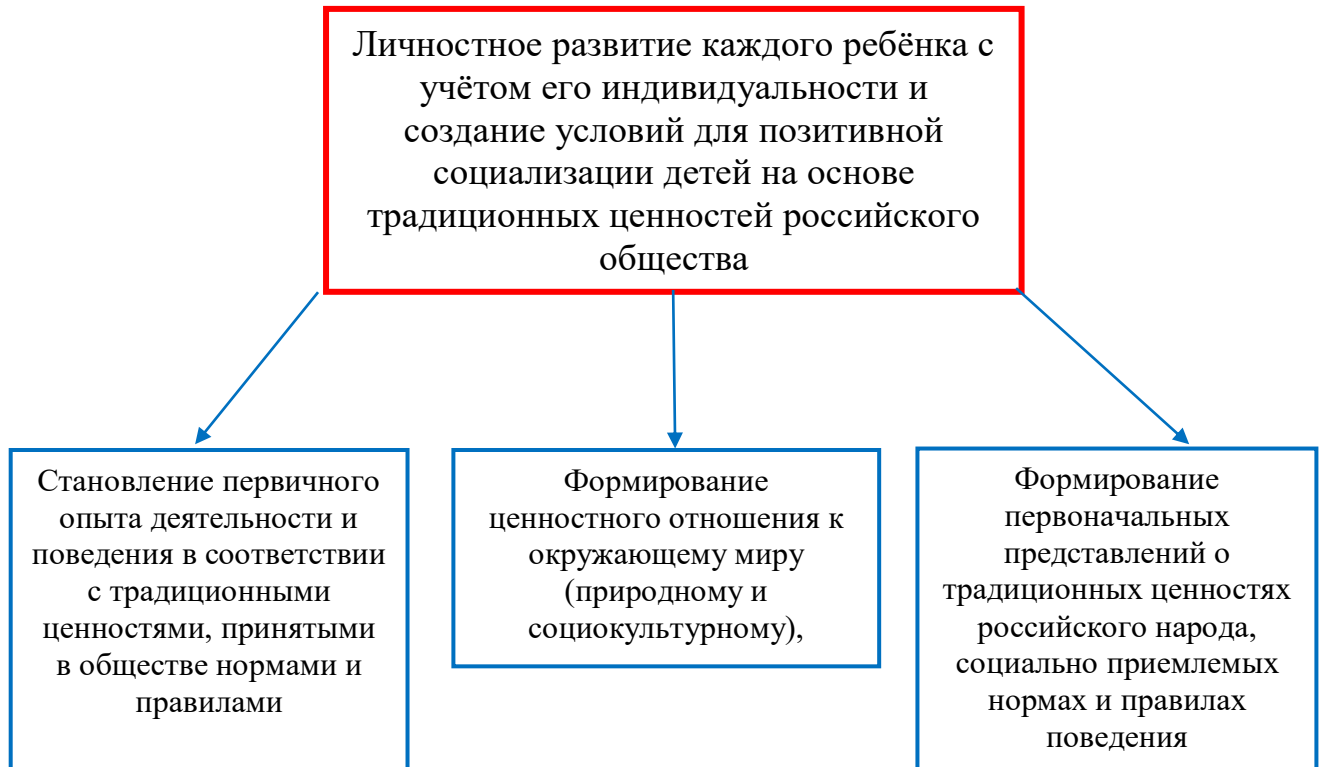 Личностное развитие каждого ребёнка с
учётом его индивидуальности и
создание условий для позитивной
социализации детей на основе
традиционных ценностей российского
общества
Становление первичного
опыта деятельности и
поведения в соответствии
с традиционными
ценностями, принятыми
в обществе нормами и
правилами
Формирование
ценностного отношения к
окружающему миру
(природному и
социокультурному),
Формирование
первоначальных
представлений о
традиционных ценностях
российского народа,
социально приемлемых
нормах и правилах
поведения